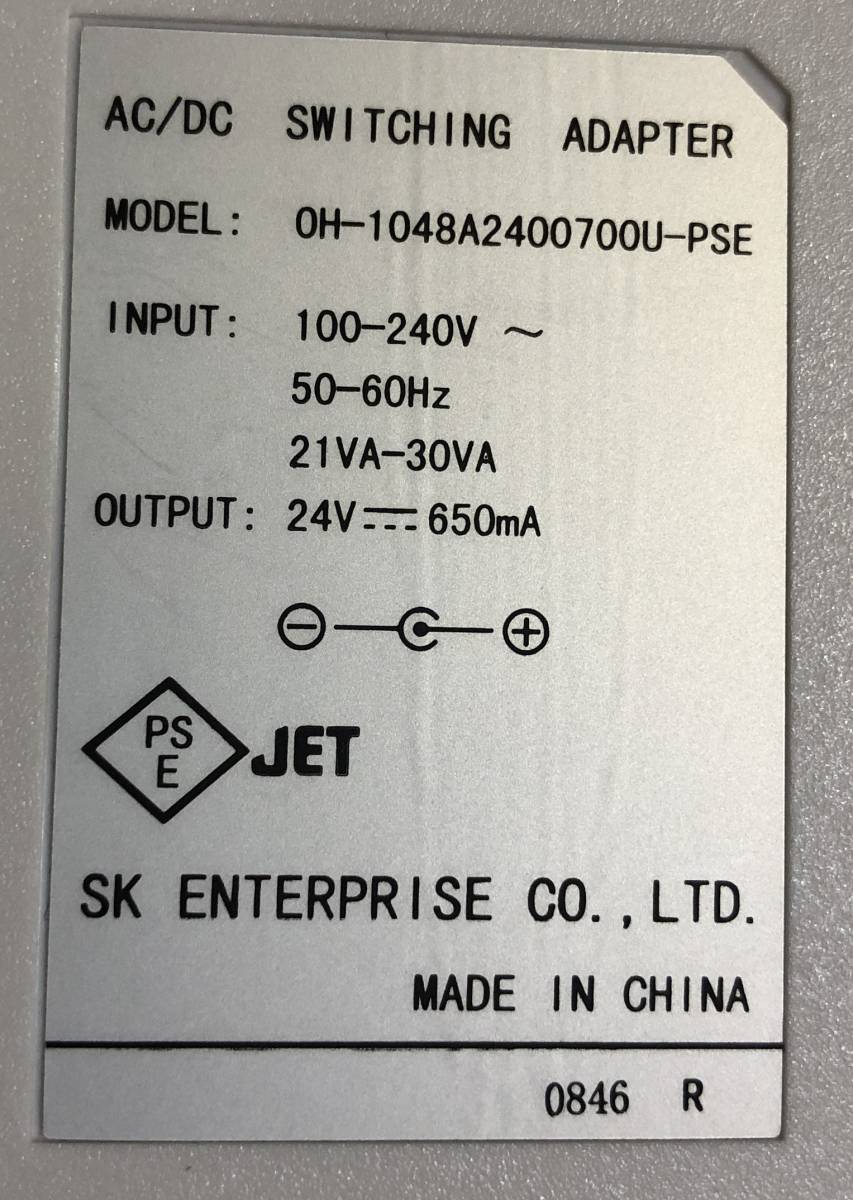 AC/DC SWITCHING ADAPTER
MODEL: OH-1048A2400700U-PSE
INPUT: 100-240V ~
50-60Hz
21VA-30VA
OUTPUT: 24V⎓650mA
PS
E
JET
SK ENTERPRISE CO.,LTD.
MADE IN CHINA
0846 R